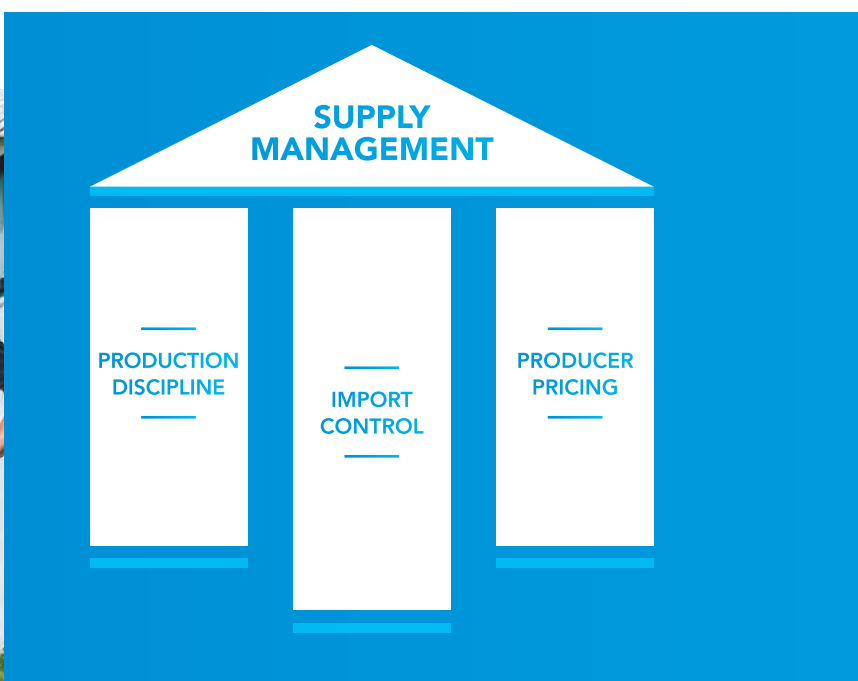 SUPPLY
MANAGEMENT
PRODUCTION
DISCIPLINE
IMPORT
CONTROL
PRODUCER
PRICING